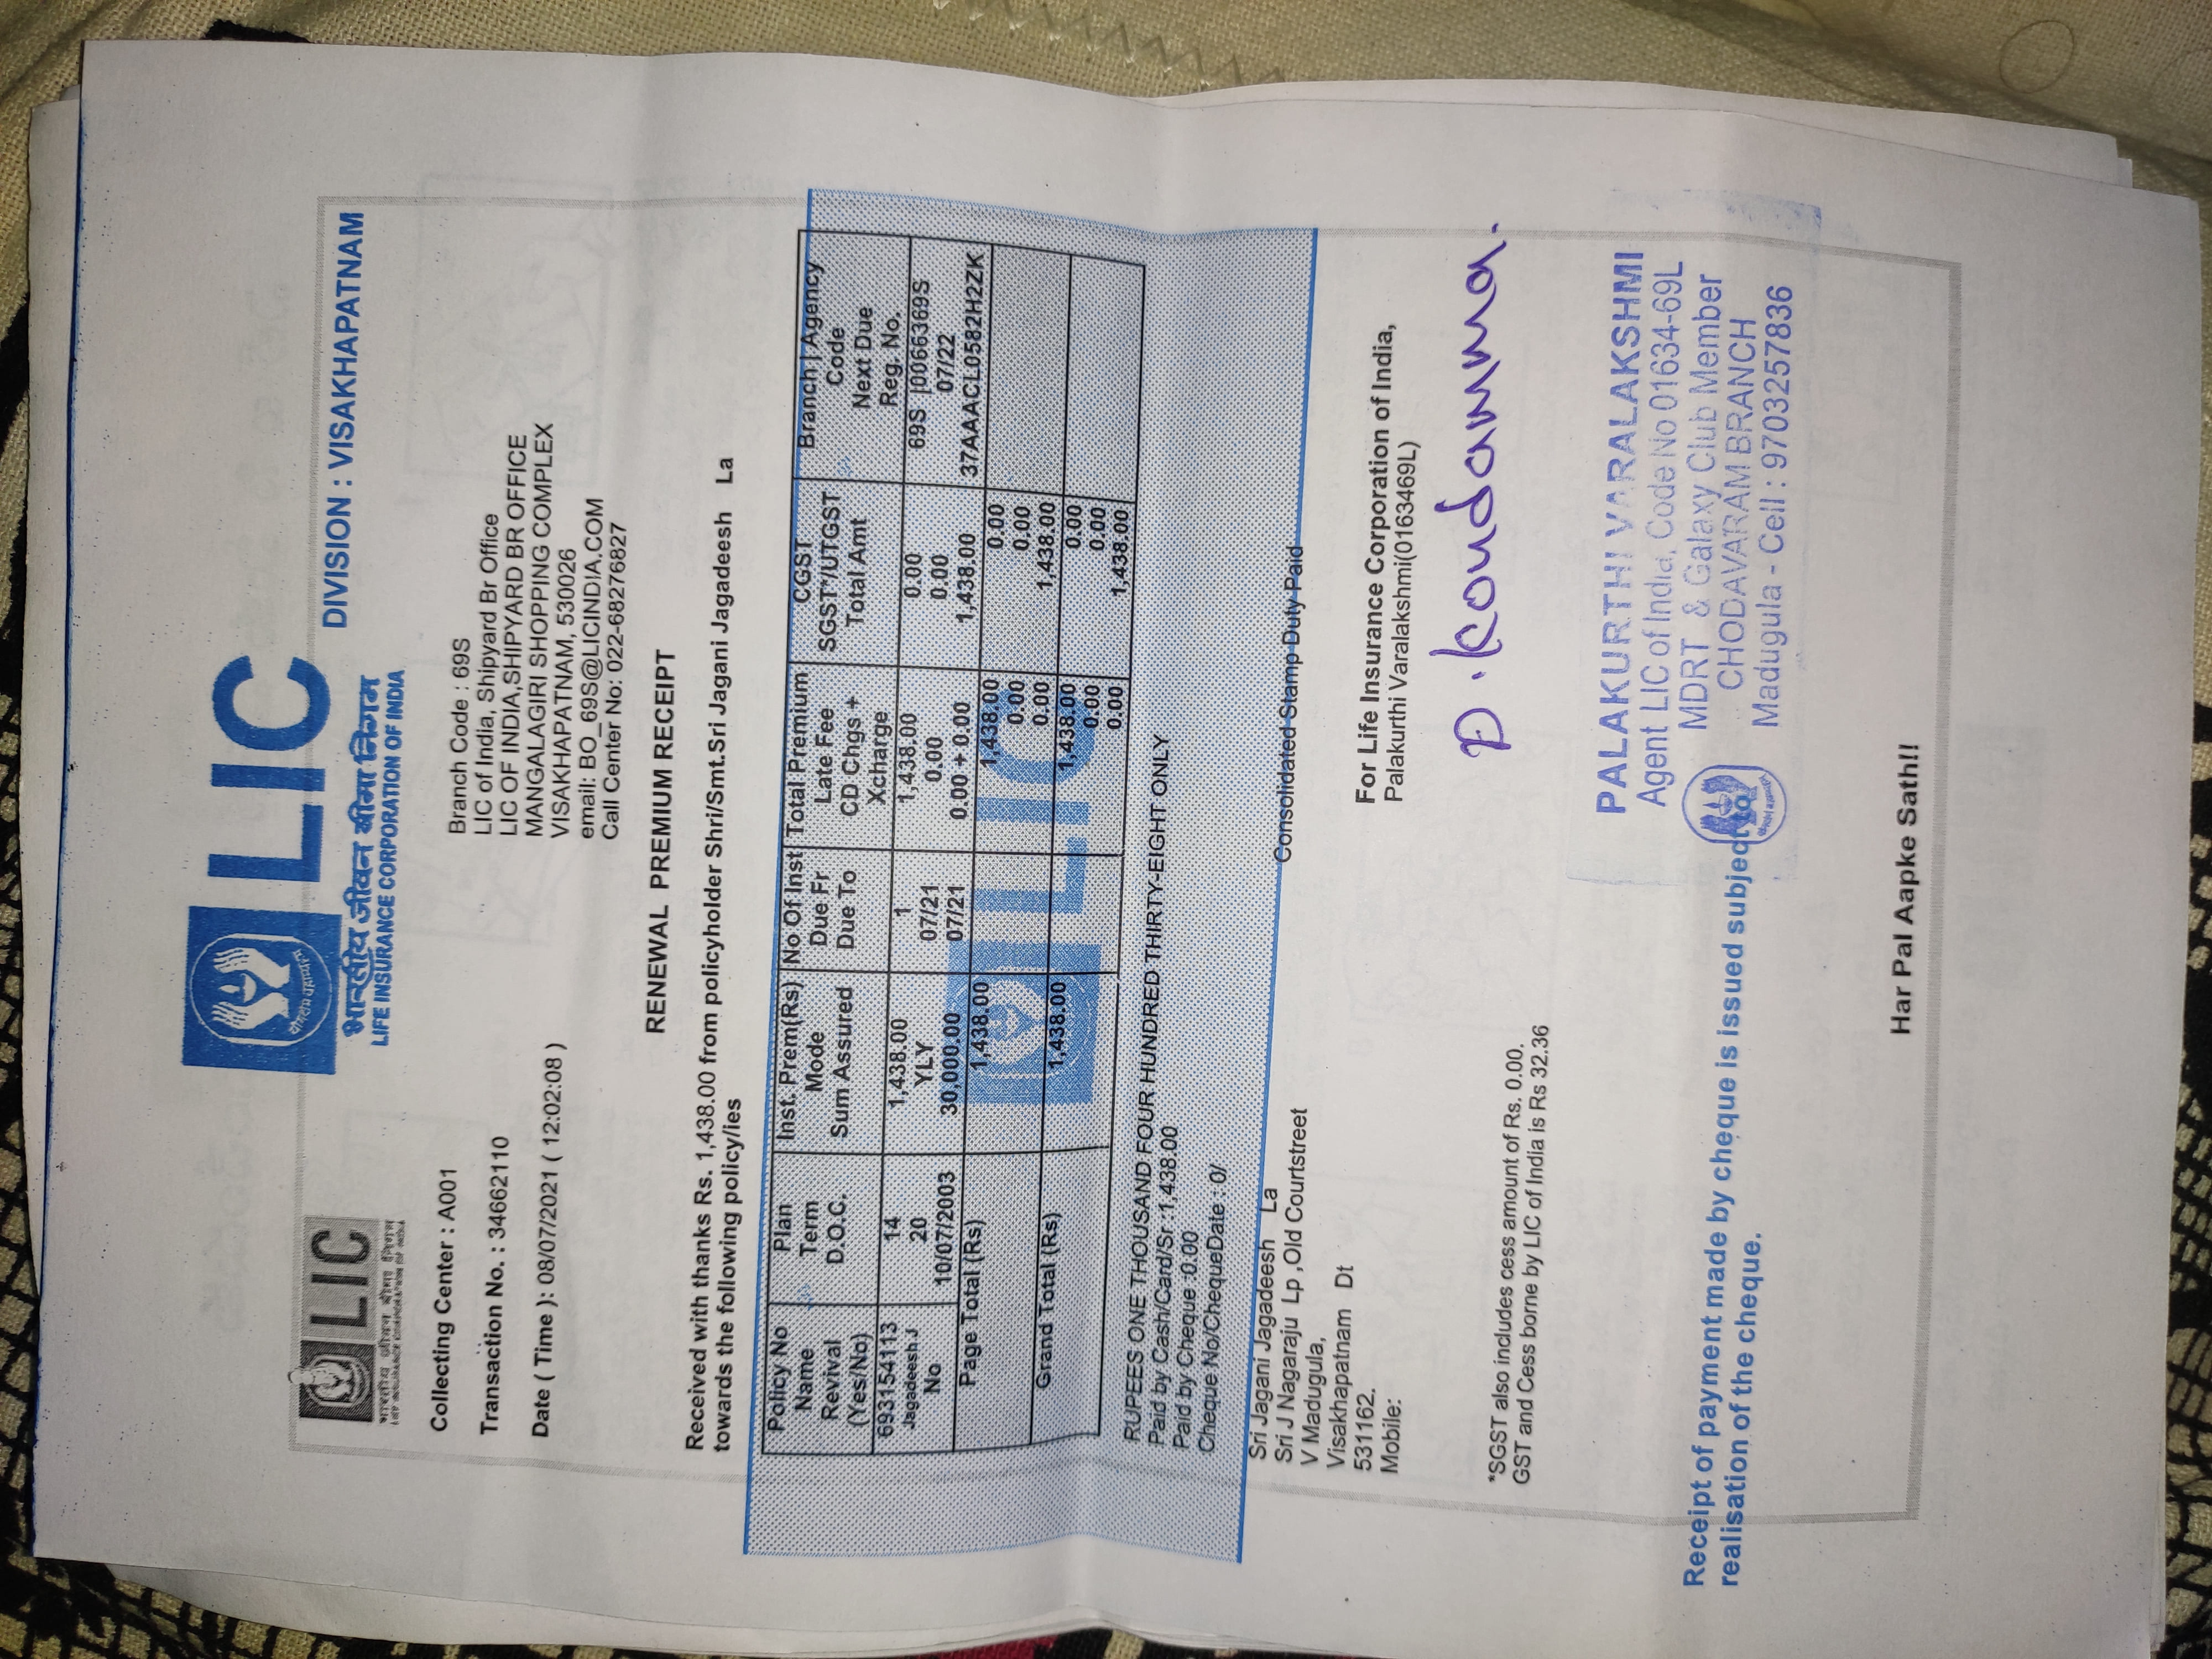 LIC
भारतीय जीवन बीमा निगम
LIFE INSURANCE CORPORATION OF INDIA
DIVISION : VISAKHAPATNAM
LIC
भारतीय जीवन बीमा निगम
LIFE INSURANCE CORPORATION OF INDIA
Collecting Center : A001
Transaction No. : 34662110
Date ( Time ): 08/07/2021 ( 12:02:08 )
Branch Code : 69S
LIC of India, Shipyard Br Office
LIC OF INDIA,SHIPYARD BR OFFICE
MANGALAGIRI SHOPPING COMPLEX
VISAKHAPATNAM, 530026
email: BO_69S@LICINDIA.COM
Call Center No: 022-68276827
RENEWAL PREMIUM RECEIPT
Received with thanks Rs. 1,438.00 from policyholder Shri/Smt.Sri Jagani Jagadeesh La
towards the following policy/ies
Policy No Plan Inst. Prem(Rs) No Of Inst Total Premium CGST Branch | Agency
Name Term Mode Due Fr Late Fee SGST*/UTGST Code
Revival D.O.C. Sum Assured Due To CD Chgs + Total Amt Next Due
(Yes/No) Xcharge Reg. No.
693154113 14 1,438.00 1 1,438.00 0.00 69S |0066369S
Jagadeesh J 20 YLY 07/21 0.00 0.00 07/22
No 10/07/2003 30,000.00 07/21 0.00 + 0.00 1,438.00 37AAACL0582H2ZK
Page Total (Rs) 1,438.00 1,438.00 0.00
0.00 0.00
0.00 1,438.00
Grand Total (Rs) 1,438.00 1,438.00 0.00
0.00 0.00
0.00 1,438.00
LIC
RUPEES ONE THOUSAND FOUR HUNDRED THIRTY-EIGHT ONLY
Paid by Cash/Card/Sr :1,438.00
Paid by Cheque :0.00
Cheque No/ChequeDate : 0/
Sri Jagani Jagadeesh La
Sri J Nagaraju Lp ,Old Courtstreet
V Madugula,
Visakhapatnam Dt
531162.
Mobile:
Consolidated Stamp Duty Paid
For Life Insurance Corporation of India,
Palakurthi Varalakshmi(0163469L)
D. Koudamma.
*SGST also includes cess amount of Rs. 0.00.
GST and Cess borne by LIC of India is Rs 32.36
PALAKURTHI VARALAKSHMI
Agent LIC of India, Code No 01634-69L
MDRT & Galaxy Club Member
CHODAVARAM BRANCH
Madugula - Cell : 9703257836
Receipt of payment made by cheque is issued subject to
realisation of the cheque.
Har Pal Aapke Sath!!